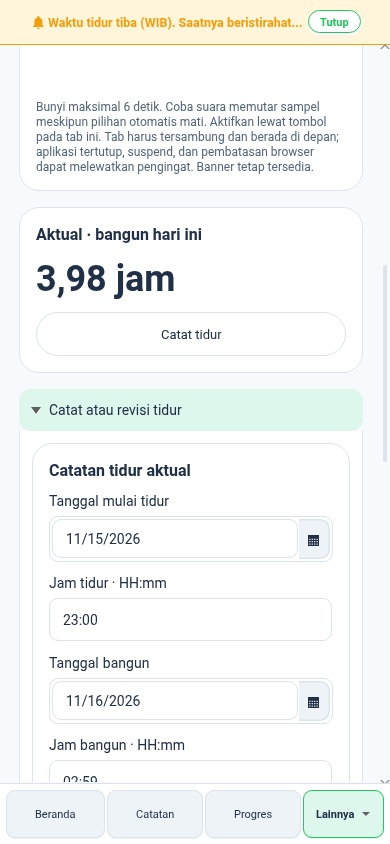 Waktu tidur tiba (WIB). Saatnya beristirahat...
Tutup
Bunyi maksimal 6 detik. Coba suara memutar sampel
meskipun pilihan otomatis mati. Aktifkan lewat tombol
pada tab ini. Tab harus tersambung dan berada di depan;
aplikasi tertutup, suspend, dan pembatasan browser
dapat melewatkan pengingat. Banner tetap tersedia.
Aktual · bangun hari ini
3,98 jam
Catat tidur
Catat atau revisi tidur
Catatan tidur aktual
Tanggal mulai tidur
11/15/2026
Jam tidur · HH:mm
23:00
Tanggal bangun
11/16/2026
Jam bangun · HH:mm
02:59
Beranda
Catatan
Progres
Lainnya